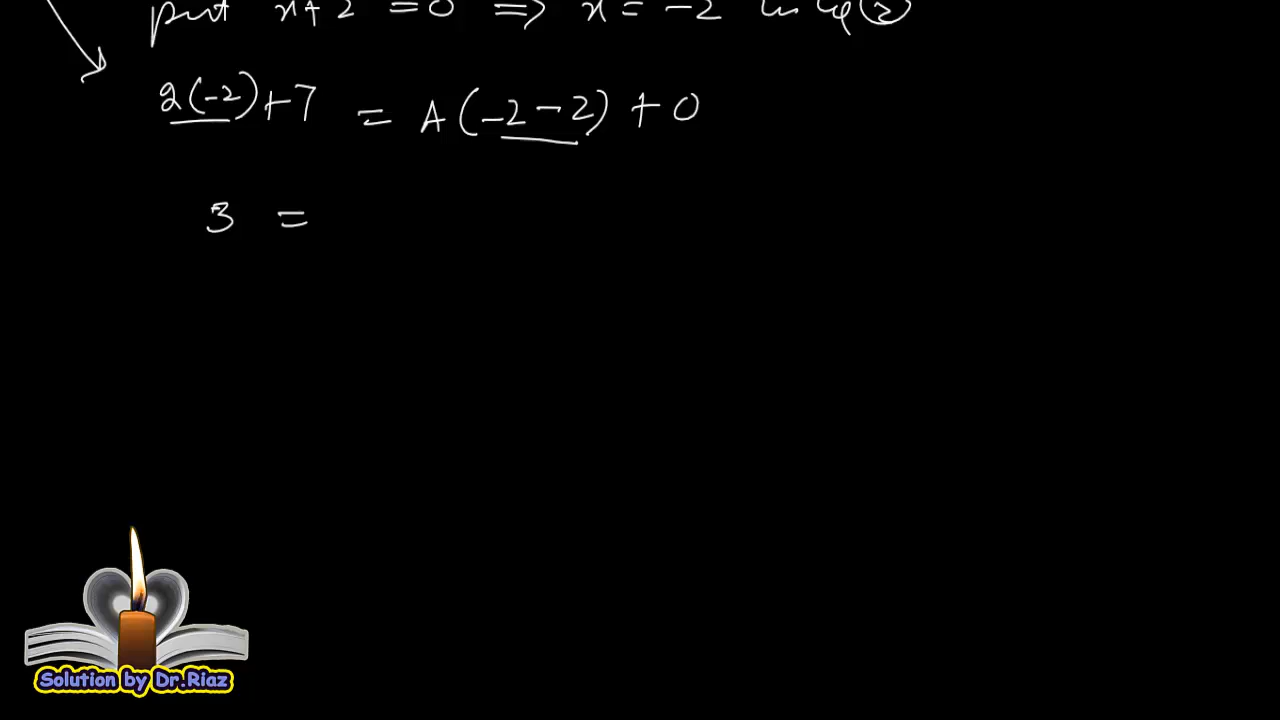 put x+2 = 0 ⇒ x = -2 in eq (2)
2(-2)+7 = A(-2-2)+0
3 =
Solution by Dr.Riaz